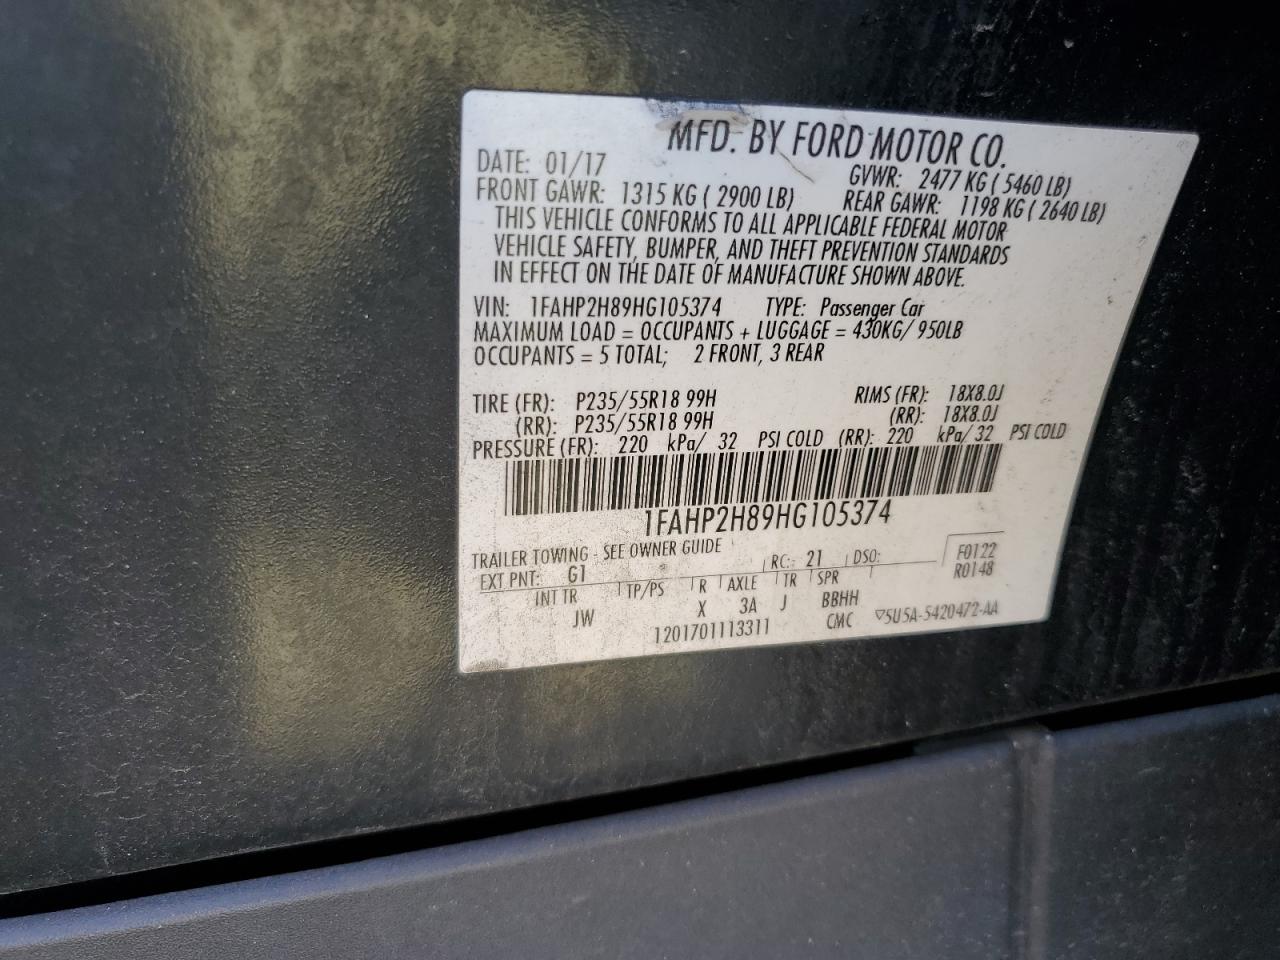 MFD. BY FORD MOTOR CO.
DATE: 01/17 GVWR: 2477 KG ( 5460 LB)
FRONT GAWR: 1315 KG ( 2900 LB) REAR GAWR: 1198 KG ( 2640 LB)
THIS VEHICLE CONFORMS TO ALL APPLICABLE FEDERAL MOTOR
VEHICLE SAFETY, BUMPER, AND THEFT PREVENTION STANDARDS
IN EFFECT ON THE DATE OF MANUFACTURE SHOWN ABOVE.
VIN: 1FAHP2H89HG105374 TYPE: Passenger Car
MAXIMUM LOAD = OCCUPANTS + LUGGAGE = 430KG/ 950LB
OCCUPANTS = 5 TOTAL; 2 FRONT, 3 REAR
TIRE (FR): P235/55R18 99H RIMS (FR): 18X8.0J
(RR): P235/55R18 99H (RR): 18X8.0J
PRESSURE (FR): 220 kPa/ 32 PSI COLD (RR): 220 kPa/ 32 PSI COLD
1FAHP2H89HG105374
TRAILER TOWING - SEE OWNER GUIDE
EXT PNT: G1 RC: 21 DSO: F0122
R0148
INT TR TP/PS R AXLE TR SPR
JW X 3A J BBHH
1201701113311 CMC ▽5U5A-5420472-AA